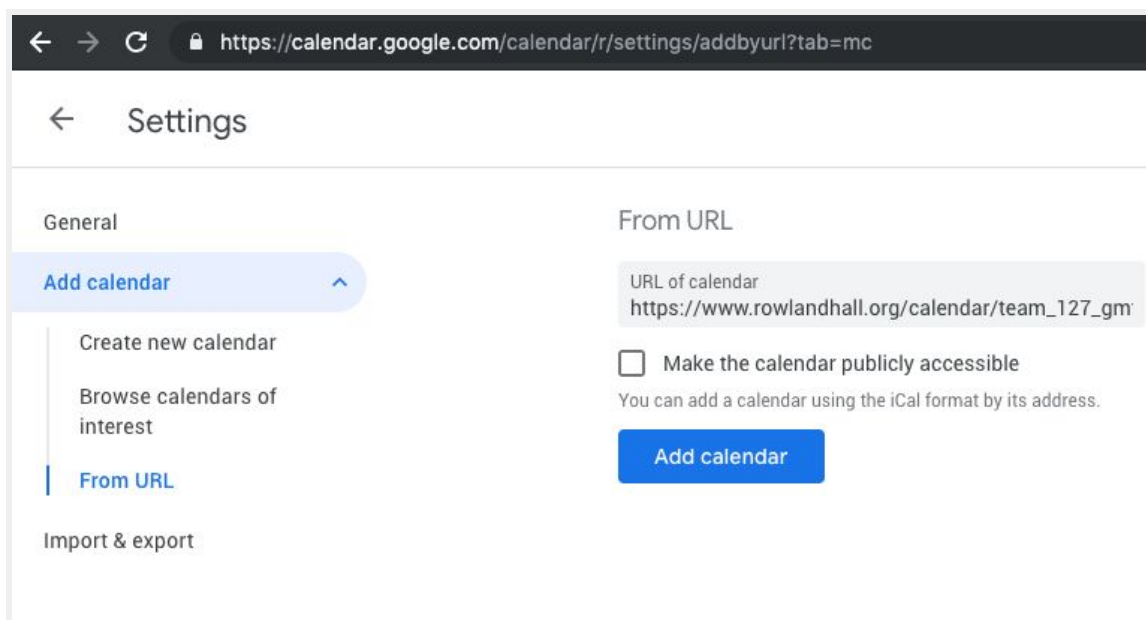 https://calendar.google.com/calendar/r/settings/addbyurl?tab=mc
Settings
General
Add calendar
Create new calendar
Browse calendars of
interest
From URL
Import & export
From URL
URL of calendar
https://www.rowlandhall.org/calendar/team_127_gm
Make the calendar publicly accessible
You can add a calendar using the iCal format by its address.
Add calendar